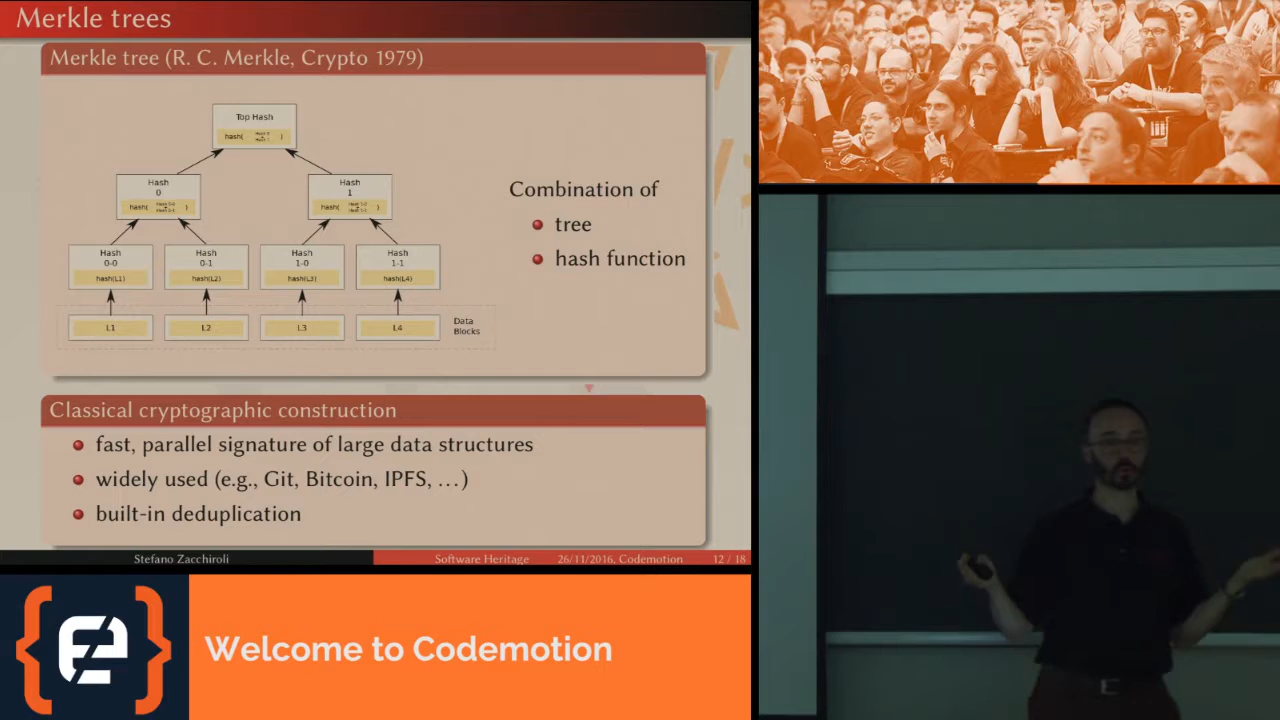 Merkle trees
Merkle tree (R. C. Merkle, Crypto 1979)
Top Hash
hash(
)
Hash
0
hash(
)
Hash
1
hash(
)
Hash
0-0
hash(L1)
Hash
0-1
hash(L2)
Hash
1-0
hash(L3)
Hash
1-1
hash(L4)
L1
L2
L3
L4
Data
Blocks
Combination of
tree
hash function
Classical cryptographic construction
fast, parallel signature of large data structures
widely used (e.g., Git, Bitcoin, IPFS, …)
built-in deduplication
Stefano Zacchiroli
Software Heritage
26/11/2016, Codemotion
12 / 18
Welcome to Codemotion